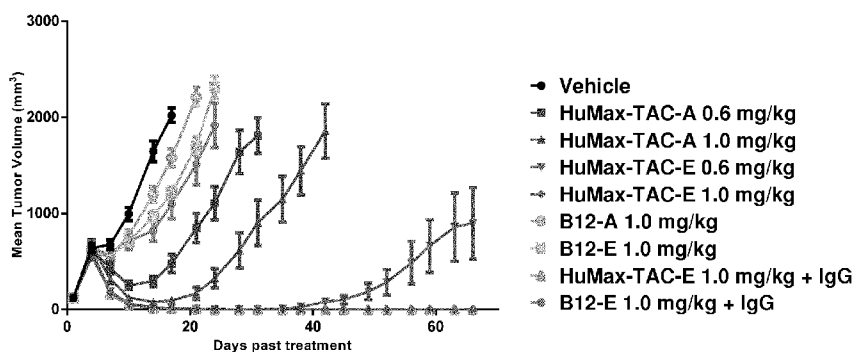 3000
2000
1000
0
Mean Tumor Volume (mm³)
0
20
40
60
Days past treatment
Vehicle
HuMax-TAC-A 0.6 mg/kg
HuMax-TAC-A 1.0 mg/kg
HuMax-TAC-E 0.6 mg/kg
HuMax-TAC-E 1.0 mg/kg
B12-A 1.0 mg/kg
B12-E 1.0 mg/kg
HuMax-TAC-E 1.0 mg/kg + IgG
B12-E 1.0 mg/kg + IgG